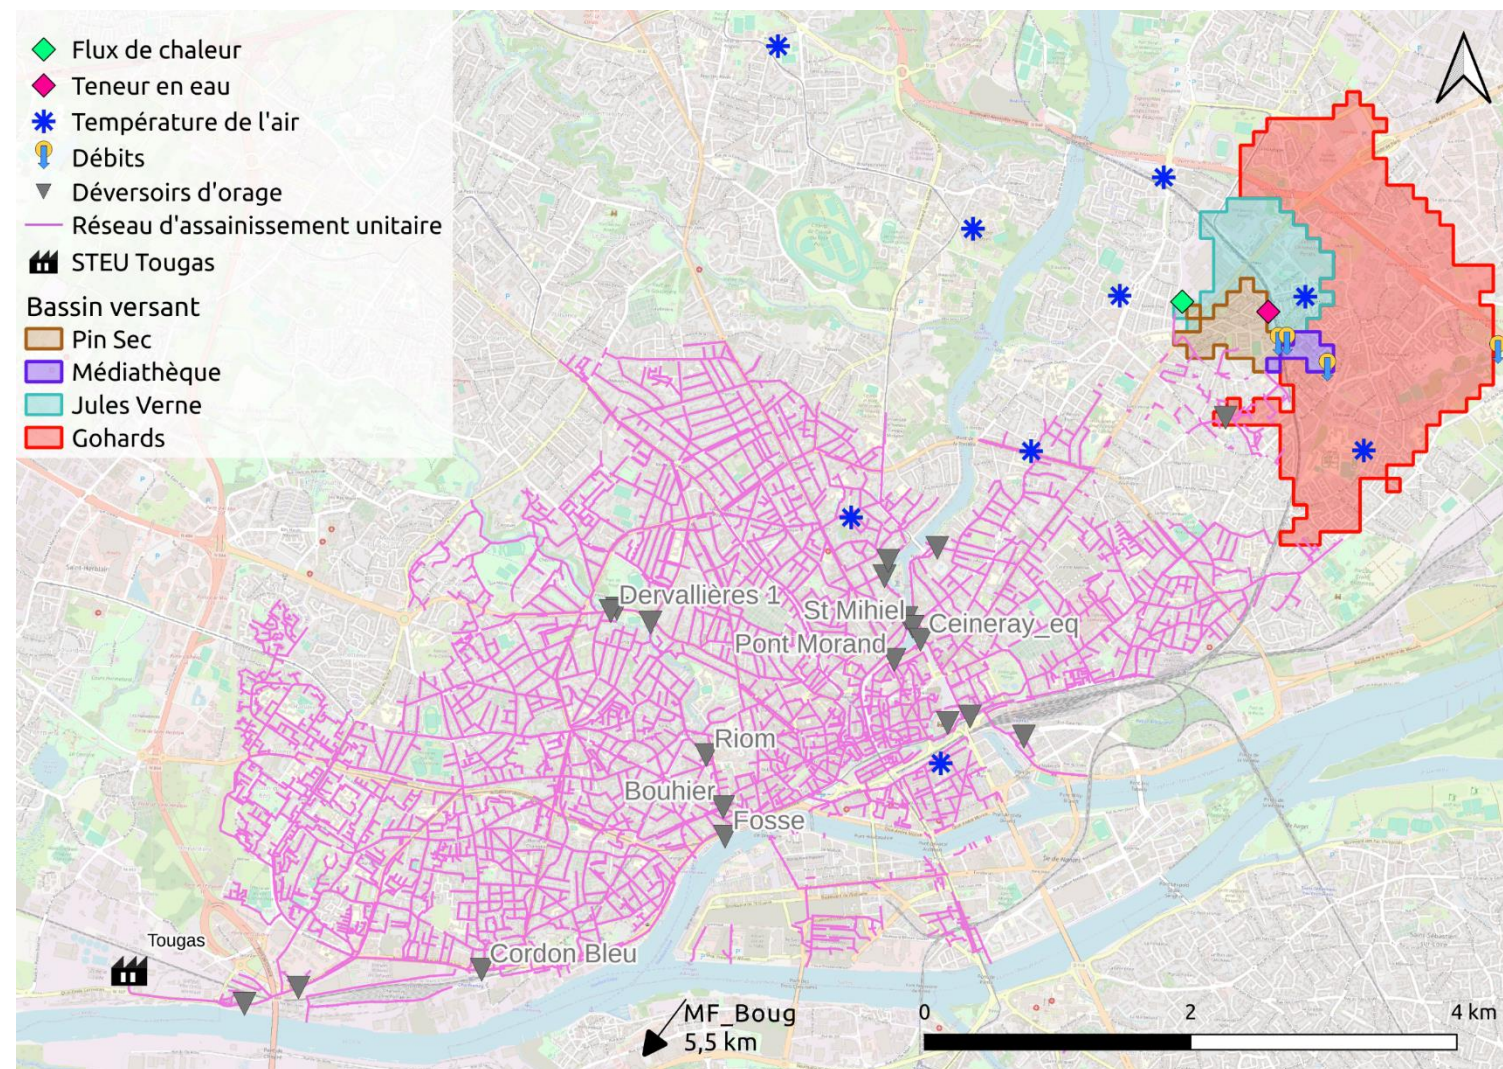 Flux de chaleur
Teneur en eau
Température de l'air
Débits
Déversoirs d'orage
Réseau d'assainissement unitaire
STEU Tougas
Bassin versant
Pin Sec
Médiathèque
Jules Verne
Gohards
Dervallières 1
St Mihiel
Ceineray_eq
Pont Morand
Riom
Bouhier
Fosse
Cordon Bleu
Tougas
MF_Boug
5,5 km
0
2
4 km